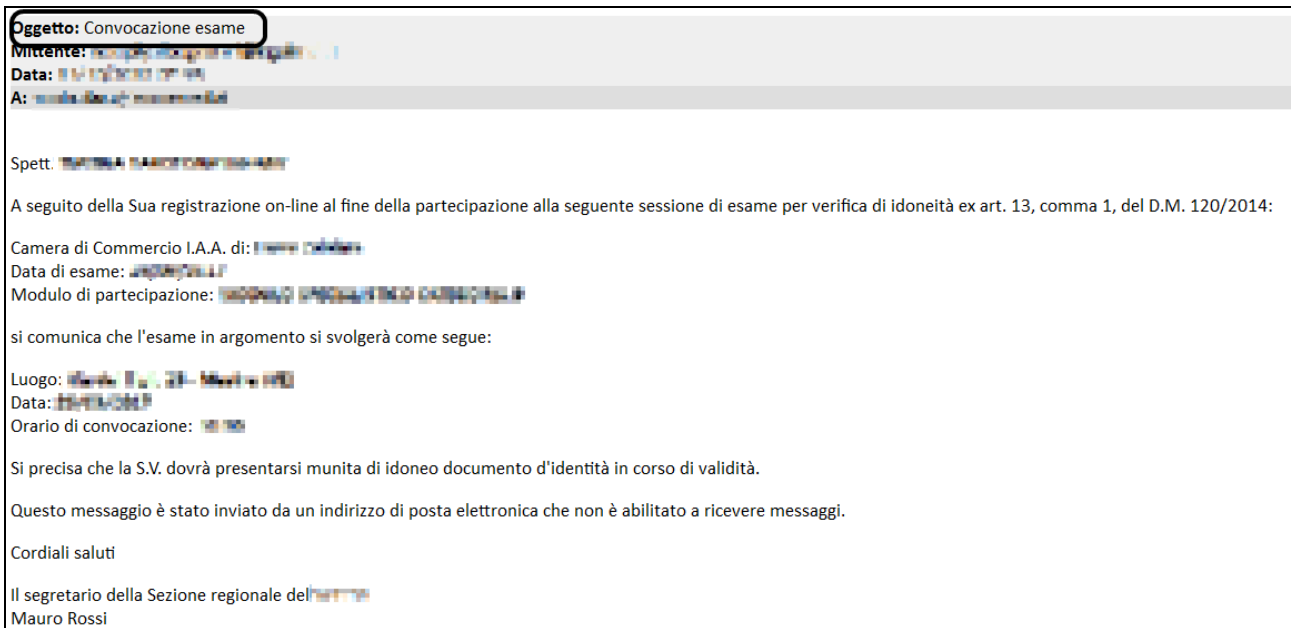 Oggetto: Convocazione esame
Mittente:
Data:
A:
Spett.
A seguito della Sua registrazione on-line al fine della partecipazione alla seguente sessione di esame per verifica di idoneità ex art. 13, comma 1, del D.M. 120/2014:
Camera di Commercio I.A.A. di:
Data di esame:
Modulo di partecipazione:
si comunica che l'esame in argomento si svolgerà come segue:
Luogo:
Data:
Orario di convocazione:
Si precisa che la S.V. dovrà presentarsi munita di idoneo documento d'identità in corso di validità.
Questo messaggio è stato inviato da un indirizzo di posta elettronica che non è abilitato a ricevere messaggi.
Cordiali saluti
Il segretario della Sezione regionale del
Mauro Rossi